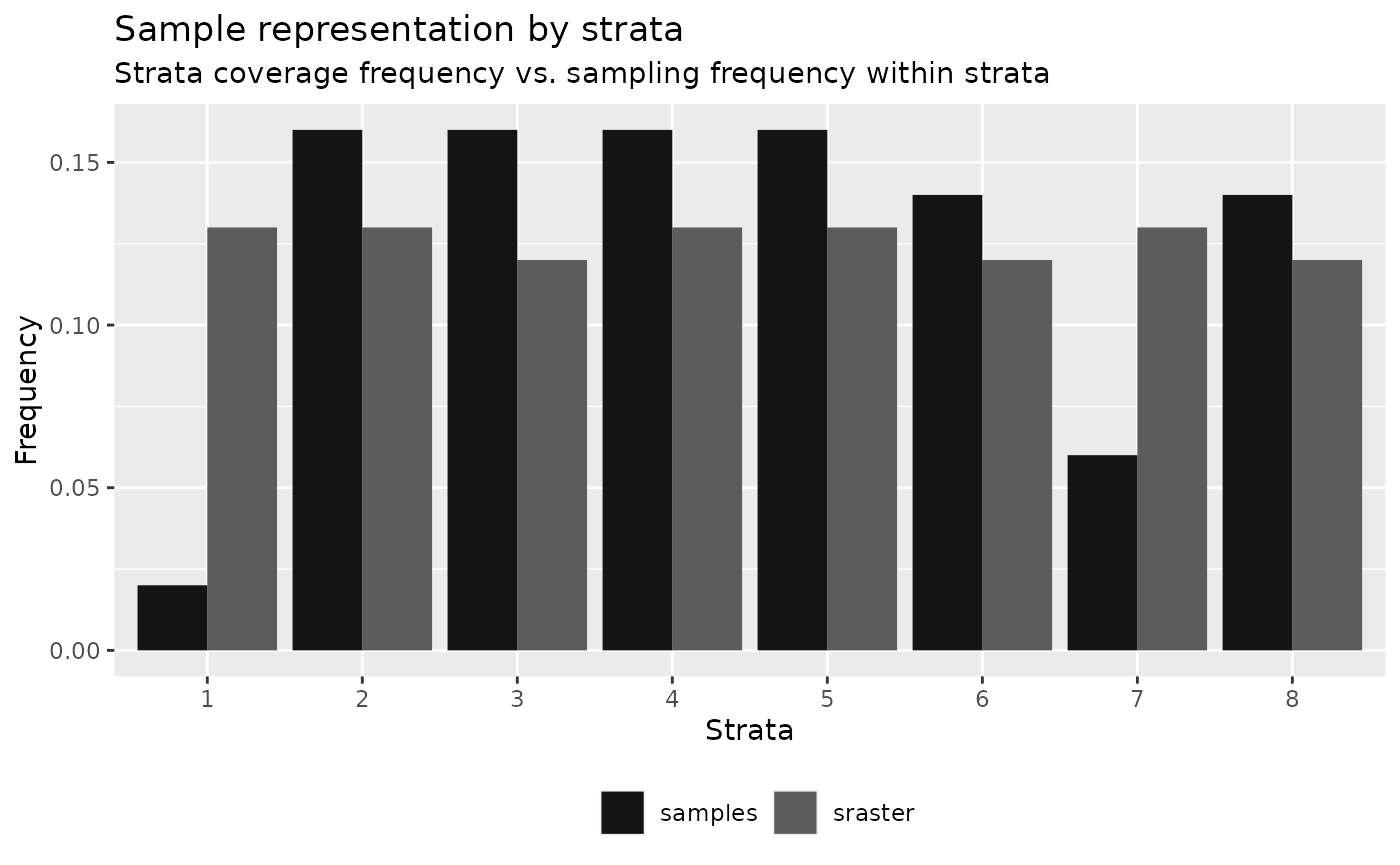 Sample representation by strata
Strata coverage frequency vs. sampling frequency within strata
0.15
0.10
0.05
0.00
Frequency
1 2 3 4 5 6 7 8
Strata
samples sraster